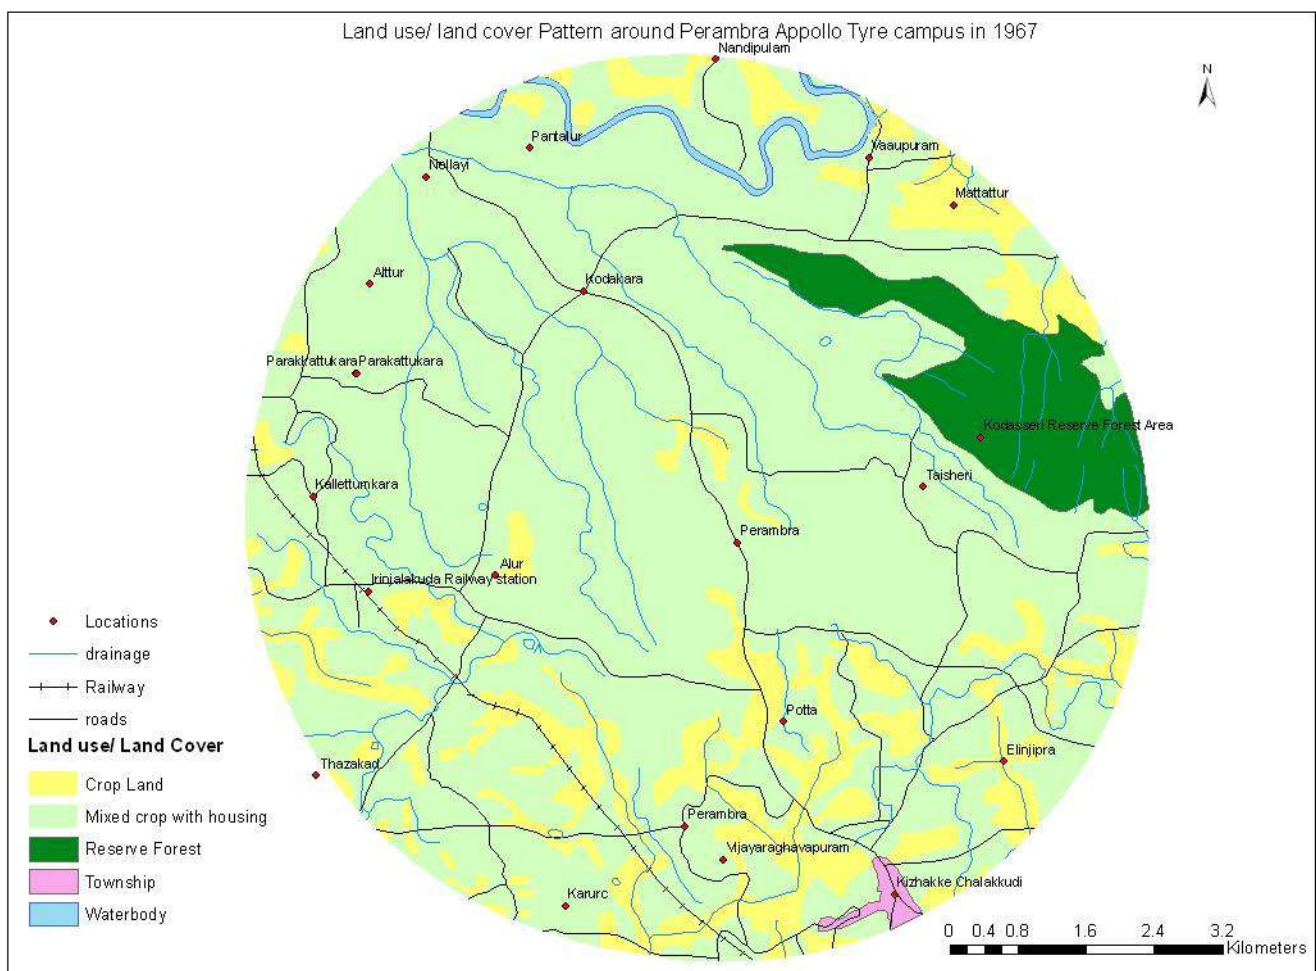 Land use/ land cover Pattern around Perambra Appollo Tyre campus in 1967
Nandipulam
N
Pantalur
Vaaupuram
Nellayi
Mattattur
Alttur
Kodakara
ParakkattukaraParakattukara
Kodasseri Reserve Forest Area
Taisheri
Kallettumkara
Perambra
Alur
Irinjalakuda Railway station
Locations
drainage
Railway
roads
Land use/ Land Cover
Crop Land
Mixed crop with housing
Reserve Forest
Township
Waterbody
Potta
Elinjipra
Thazakad
Perambra
Vijayaraghavapuram
Kizhakke Chalakkudi
Karurc
0 0.4 0.8 1.6 2.4 3.2
Kilometers